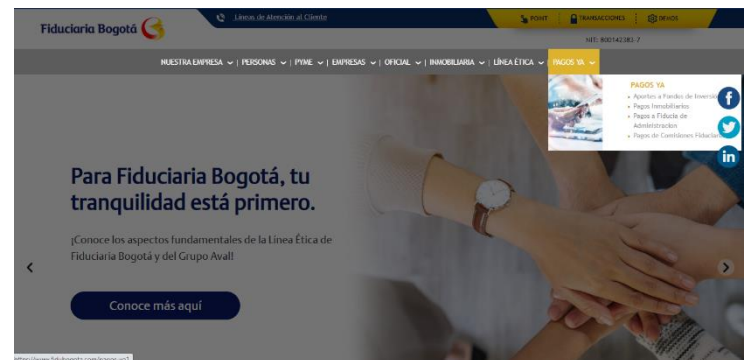 Fiduciaria Bogotá
Líneas de Atención al Cliente
POINT
TRANSACCIONES
DEMOS
NIT: 800142383-7
NUESTRA EMPRESA | PERSONAS | PYME | EMPRESAS | OFICIAL | INMOBILIARIA | LÍNEA ÉTICA | PAGOS YA
PAGOS YA
Aportes a Fondos de Inversión
Pagos Inmobiliarios
Pagos a Fiducia de
Administración
Pagos de Comisiones
Para Fiduciaria Bogotá, tu
tranquilidad está primero.
¡Conoce los aspectos fundamentales de la Línea Ética de
Fiduciaria Bogotá y del Grupo Aval!
Conoce más aquí